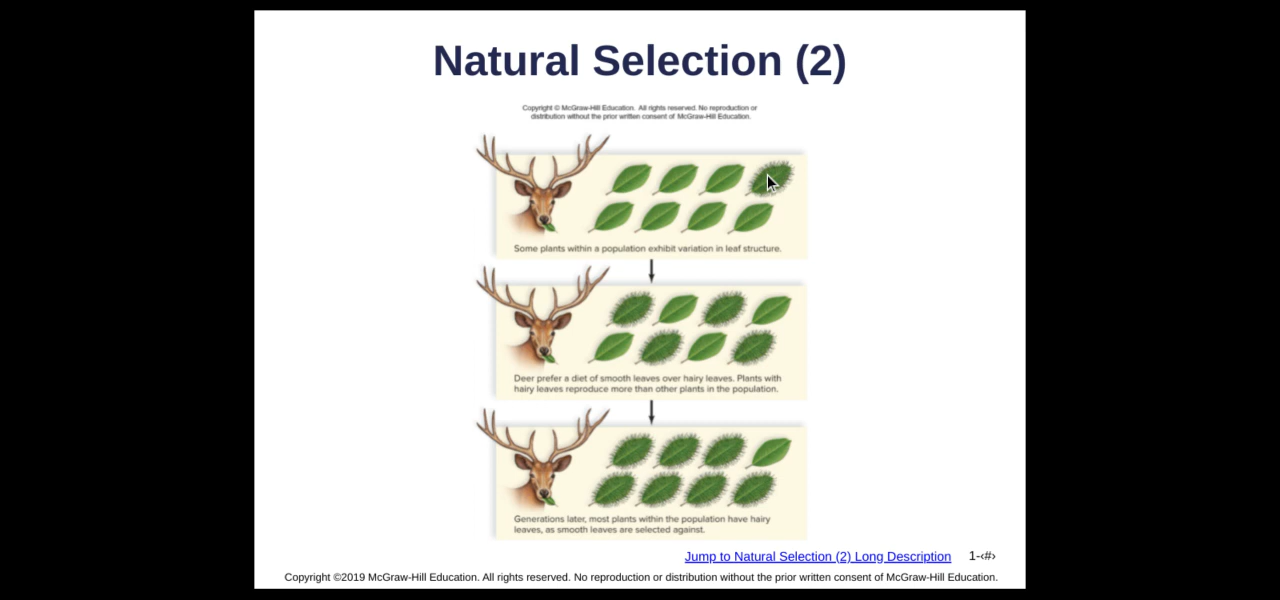 Natural Selection (2)
Copyright © McGraw-Hill Education. All rights reserved. No reproduction or
distribution without the prior written consent of McGraw-Hill Education.
Some plants within a population exhibit variation in leaf structure.
Deer prefer a diet of smooth leaves over hairy leaves. Plants with
hairy leaves reproduce more than other plants in the population.
Generations later, most plants within the population have hairy
leaves, as smooth leaves are selected against.
Jump to Natural Selection (2) Long Description 1-‹#›
Copyright ©2019 McGraw-Hill Education. All rights reserved. No reproduction or distribution without the prior written consent of McGraw-Hill Education.